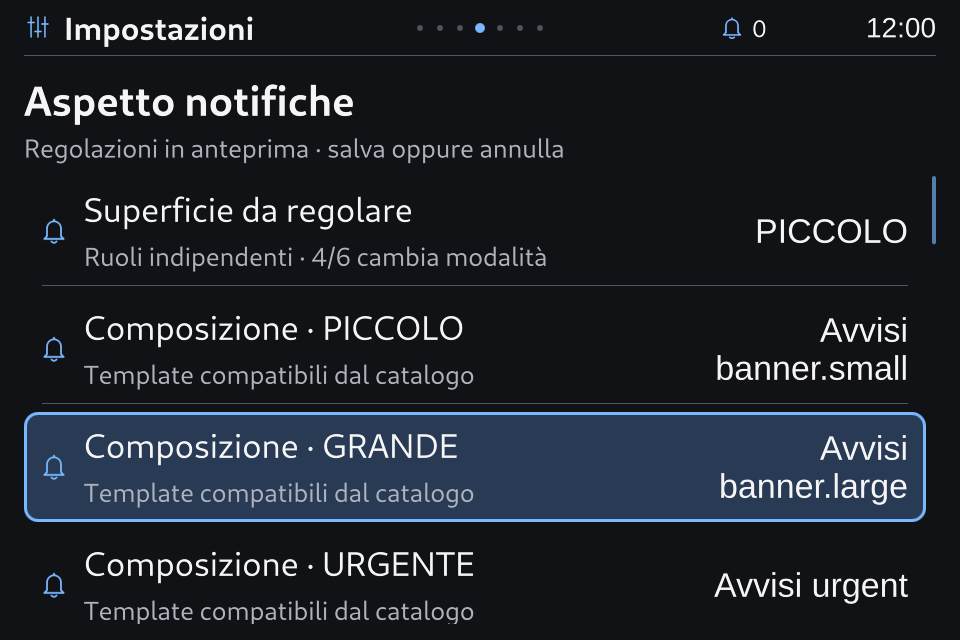 Impostazioni
0
12:00
Aspetto notifiche
Regolazioni in anteprima · salva oppure annulla
Superficie da regolare
PICCOLO
Ruoli indipendenti · 4/6 cambia modalità
Composizione · PICCOLO
Avvisi
banner.small
Template compatibili dal catalogo
Composizione · GRANDE
Avvisi
banner.large
Template compatibili dal catalogo
Composizione · URGENTE
Avvisi urgent
Template compatibili dal catalogo